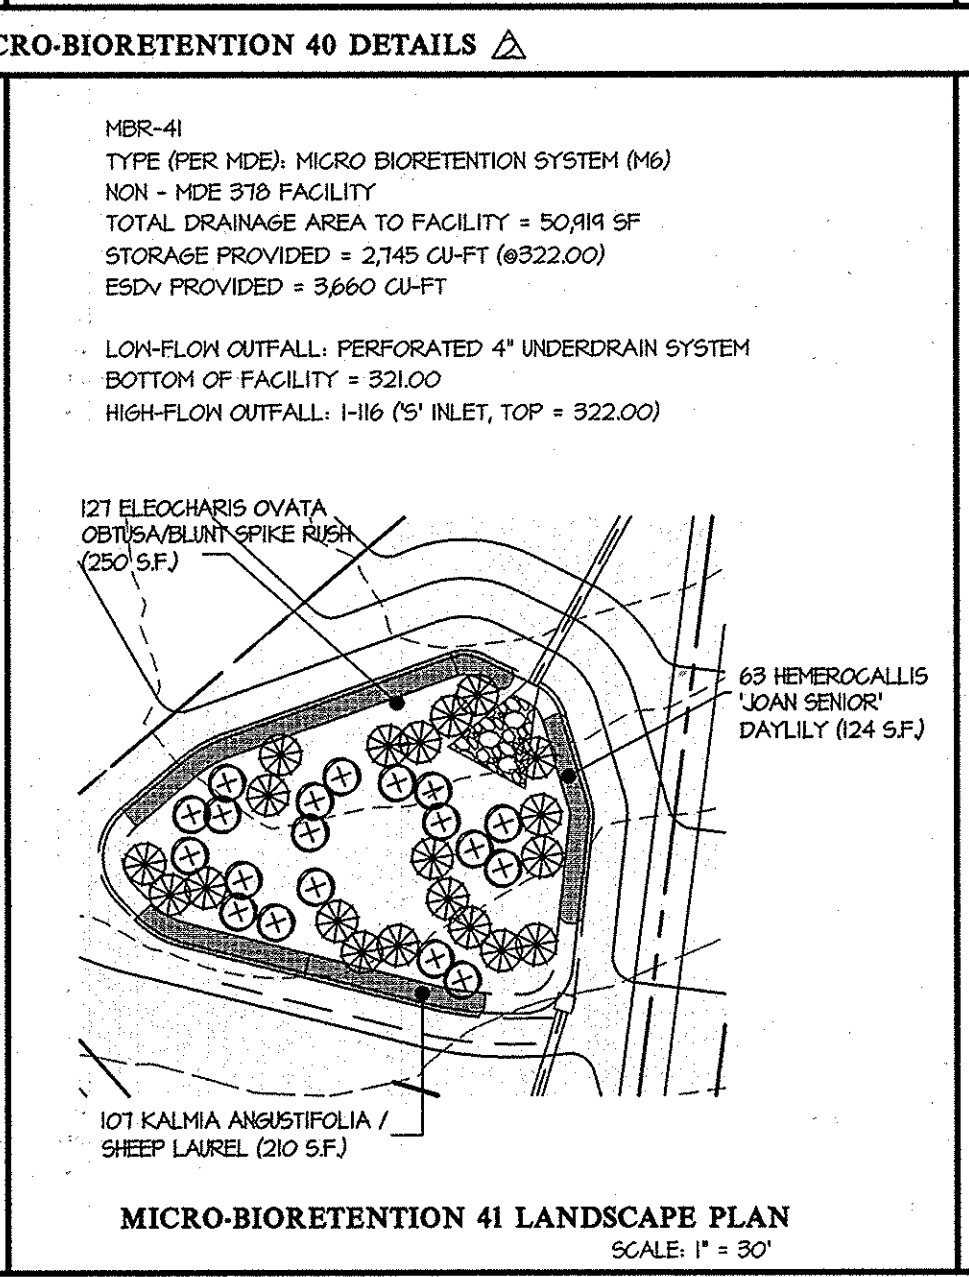 CRO-BIORETENTION 40 DETAILS 2
MBR-41
TYPE (PER MDE): MICRO BIORETENTION SYSTEM (M6)
NON - MDE 378 FACILITY
TOTAL DRAINAGE AREA TO FACILITY = 50,919 SF
STORAGE PROVIDED = 2,745 CU-FT (@322.00)
ESDv PROVIDED = 3,660 CU-FT
LOW-FLOW OUTFALL: PERFORATED 4" UNDERDRAIN SYSTEM
BOTTOM OF FACILITY = 321.00
HIGH-FLOW OUTFALL: I-116 ('S' INLET, TOP = 322.00)
127 ELEOCHARIS OVATA
OBTUSA/BLUNT SPIKE RUSH
(250 S.F.)
63 HEMEROCALLIS
'JOAN SENIOR'
DAYLILY (124 S.F.)
107 KALMIA ANGUSTIFOLIA /
SHEEP LAUREL (210 S.F.)
MICRO-BIORETENTION 41 LANDSCAPE PLAN
SCALE: 1" = 30'